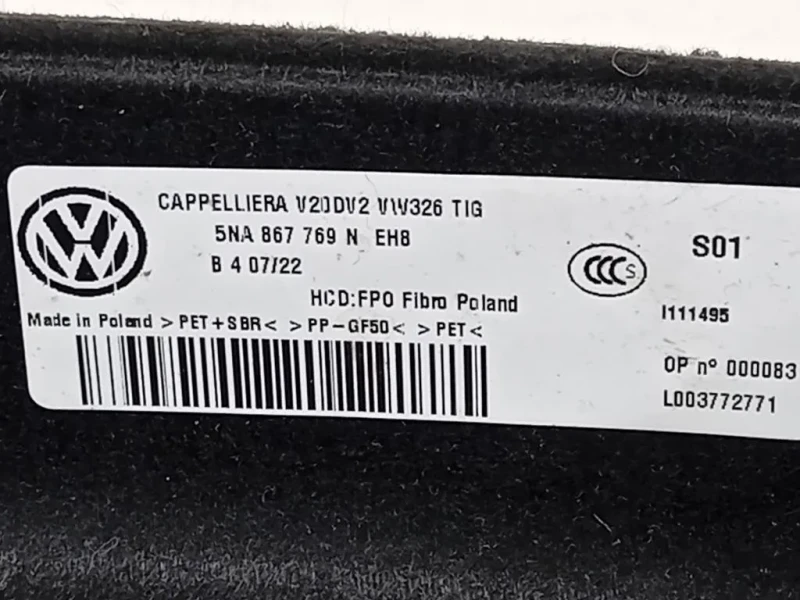 CAPPELLIERA V20DV2 VW326 TIG
5NA 867 769 N EH8
B 4 07/22
HCD:FPO Fibro Poland
Made in Poland >PET+SBR< >PP-GF50< >PET<
CCC S
S01
I111495
OP n° 000083
L003772771